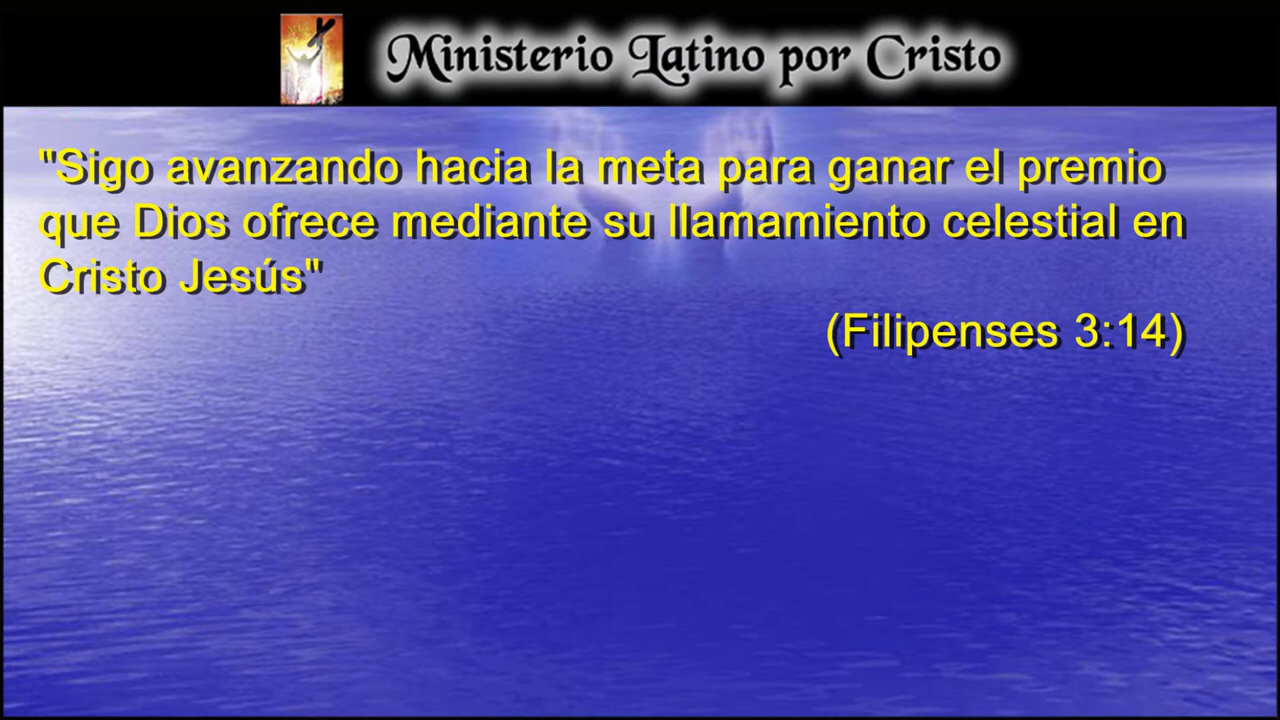 Ministerio Latino por Cristo
"Sigo avanzando hacia la meta para ganar el premio
que Dios ofrece mediante su llamamiento celestial en
Cristo Jesús"
(Filipenses 3:14)